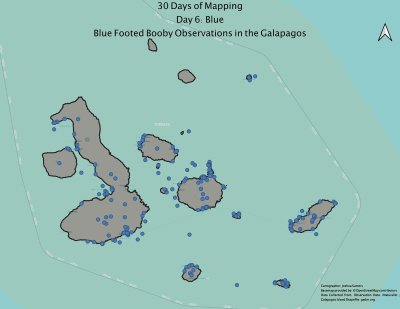 30 Days of Mapping
Day 6: Blue
Blue Footed Booby Observations in the Galapagos
Cartographer: Joshua Somers
Basemap provided by: © OpenStreetMap contributors
Data Collected from: Observation Data: iNaturalist
Galapagos Island Shapefile: gadm.org